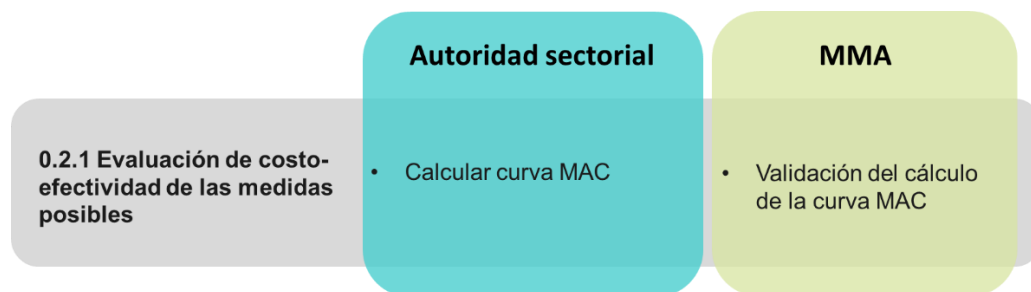 Autoridad sectorial
MMA
0.2.1 Evaluación de costo-
efectividad de las medidas
posibles
• Calcular curva MAC
• Validación del cálculo
de la curva MAC